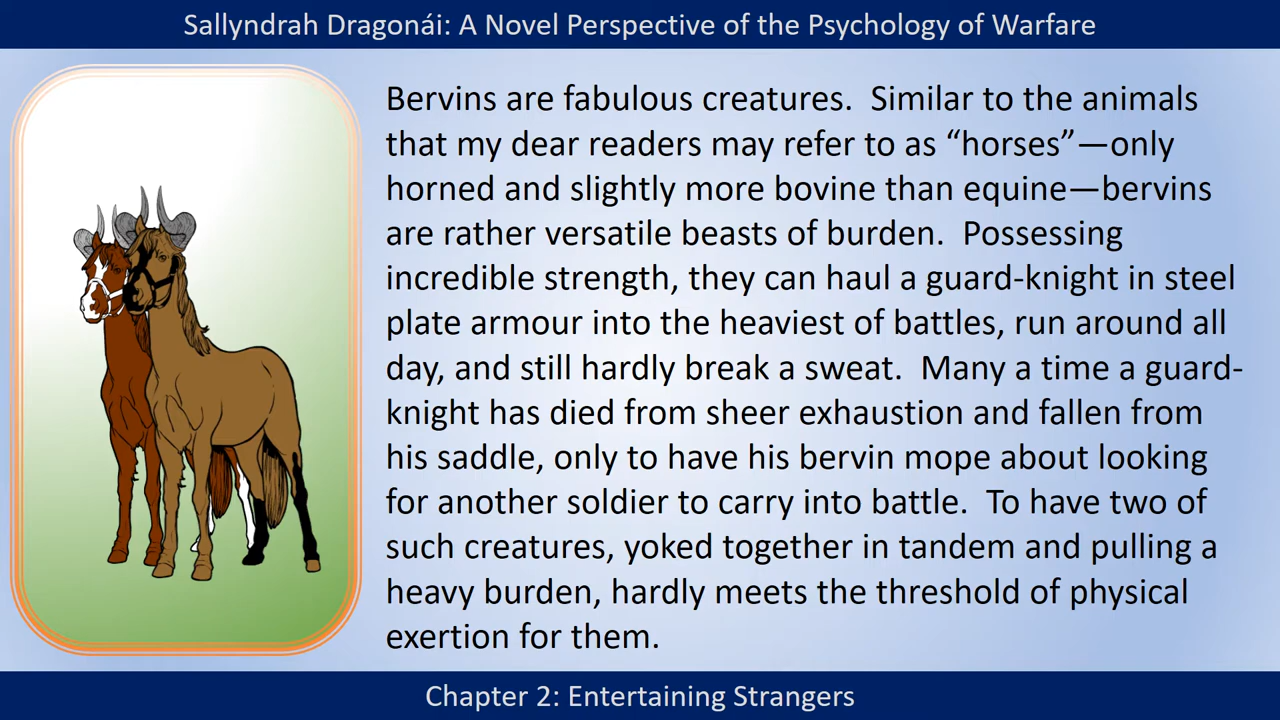 Sallyndrah Dragonái: A Novel Perspective of the Psychology of Warfare
Bervins are fabulous creatures.  Similar to the animals
that my dear readers may refer to as “horses”—only
horned and slightly more bovine than equine—bervins
are rather versatile beasts of burden.  Possessing
incredible strength, they can haul a guard-knight in steel
plate armour into the heaviest of battles, run around all
day, and still hardly break a sweat.  Many a time a guard-
knight has died from sheer exhaustion and fallen from
his saddle, only to have his bervin mope about looking
for another soldier to carry into battle.  To have two of
such creatures, yoked together in tandem and pulling a
heavy burden, hardly meets the threshold of physical
exertion for them.
Chapter 2: Entertaining Strangers